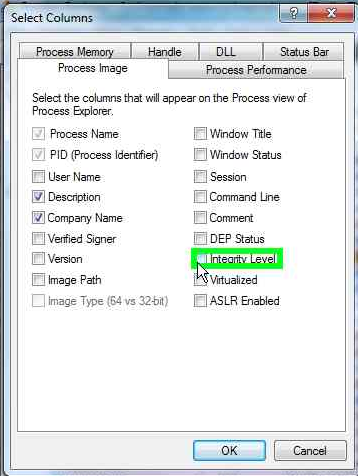 Select Columns
?
Process Memory
Handle
DLL
Status Bar
Process Image
Process Performance
Select the columns that will appear on the Process view of
Process Explorer.
Process Name
Window Title
PID (Process Identifier)
Window Status
User Name
Session
Description
Command Line
Company Name
Comment
Verified Signer
DEP Status
Version
Integrity Level
Image Path
Virtualized
Image Type (64 vs 32-bit)
ASLR Enabled
OK
Cancel